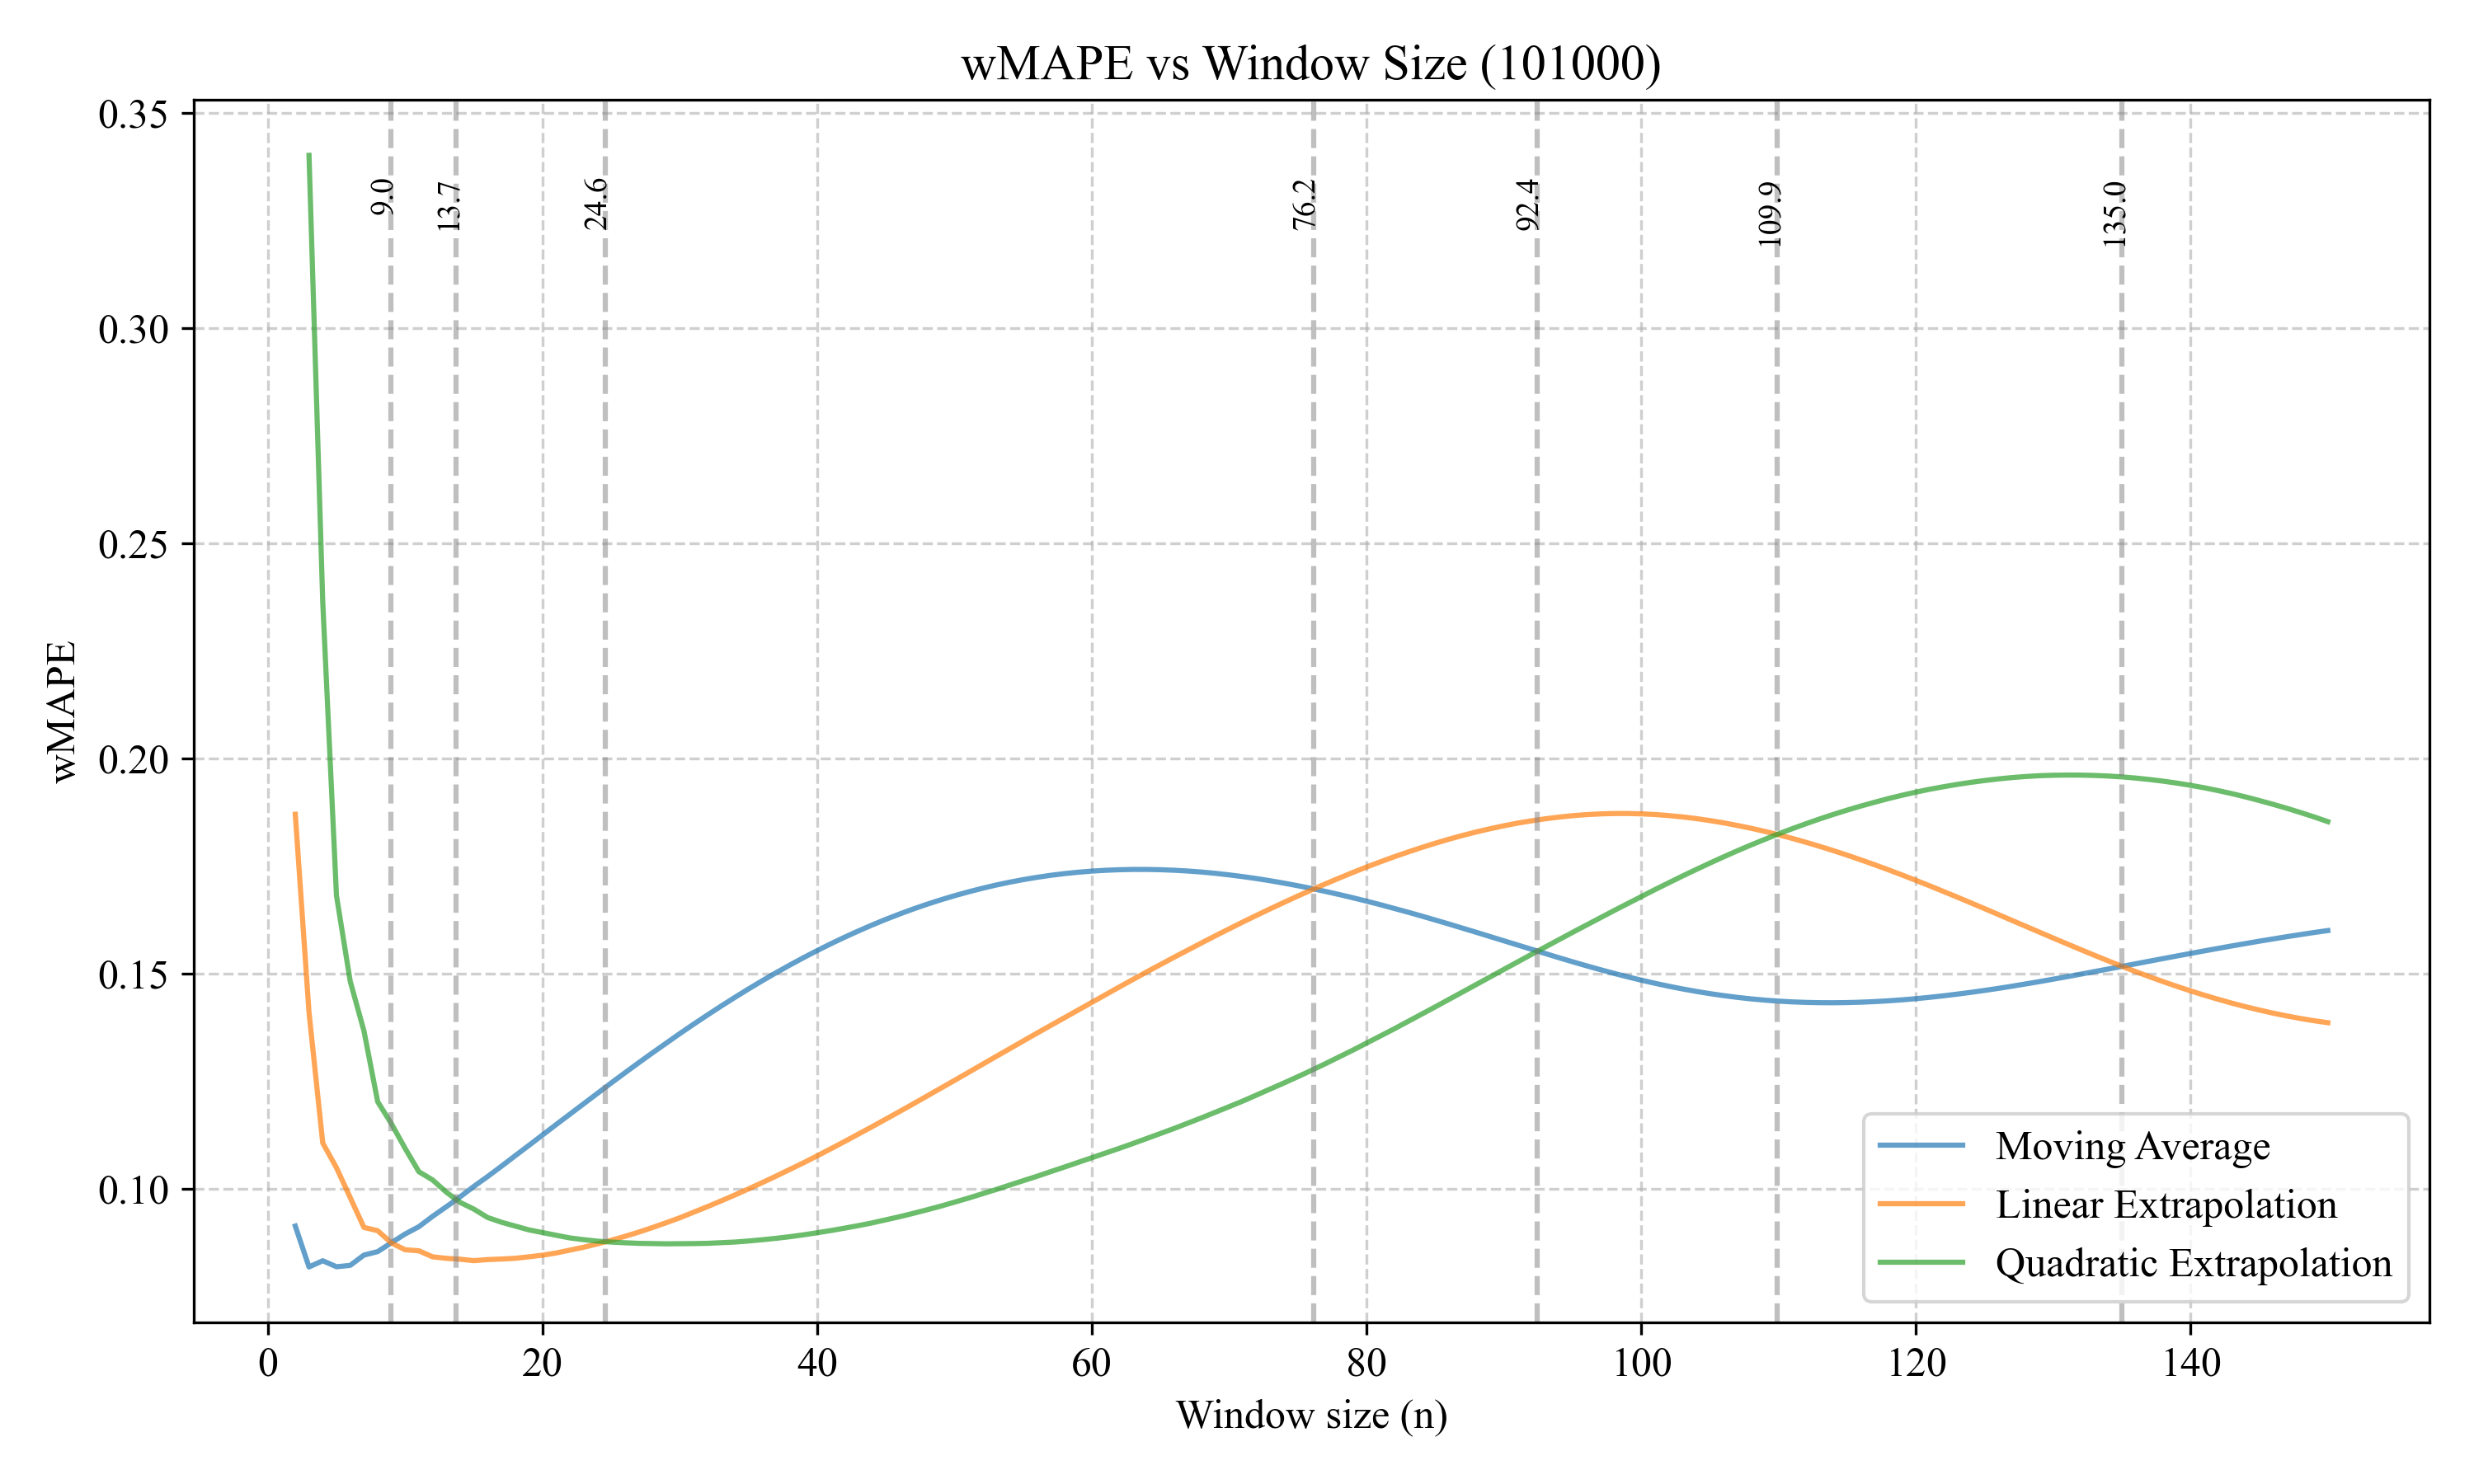 wMAPE vs Window Size (101000)
0.35
0.30
0.25
0.20
0.15
0.10
wMAPE
9.0
13.7
24.6
76.2
92.4
109.9
135.0
Moving Average
Linear Extrapolation
Quadratic Extrapolation
0 20 40 60 80 100 120 140
Window size (n)